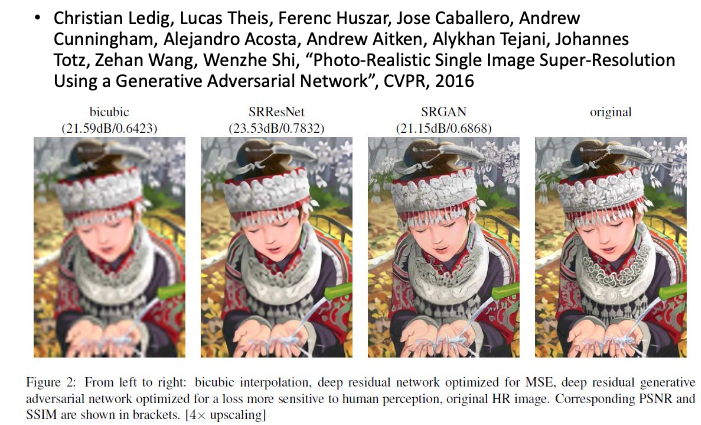 • Christian Ledig, Lucas Theis, Ferenc Huszar, Jose Caballero, Andrew
Cunningham, Alejandro Acosta, Andrew Aitken, Alykhan Tejani, Johannes
Totz, Zehan Wang, Wenzhe Shi, “Photo-Realistic Single Image Super-Resolution
Using a Generative Adversarial Network”, CVPR, 2016
bicubic
(21.59dB/0.6423)
SRResNet
(23.53dB/0.7832)
SRGAN
(21.15dB/0.6868)
original
Figure 2: From left to right: bicubic interpolation, deep residual network optimized for MSE, deep residual generative
adversarial network optimized for a loss more sensitive to human perception, original HR image. Corresponding PSNR and
SSIM are shown in brackets. [4× upscaling]